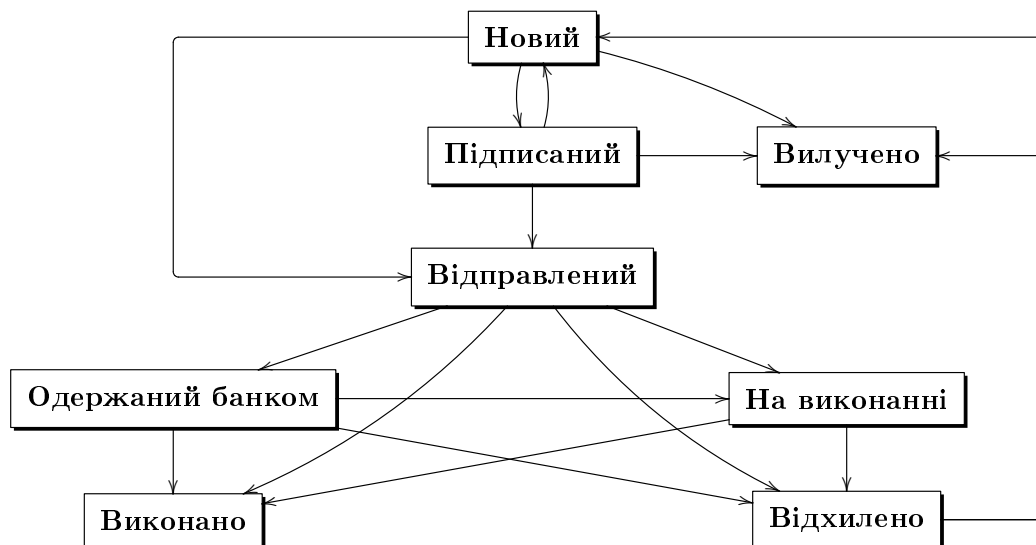 Новий
Підписаний
Вилучено
Відправлений
Одержаний банком
На виконанні
Виконано
Відхилено